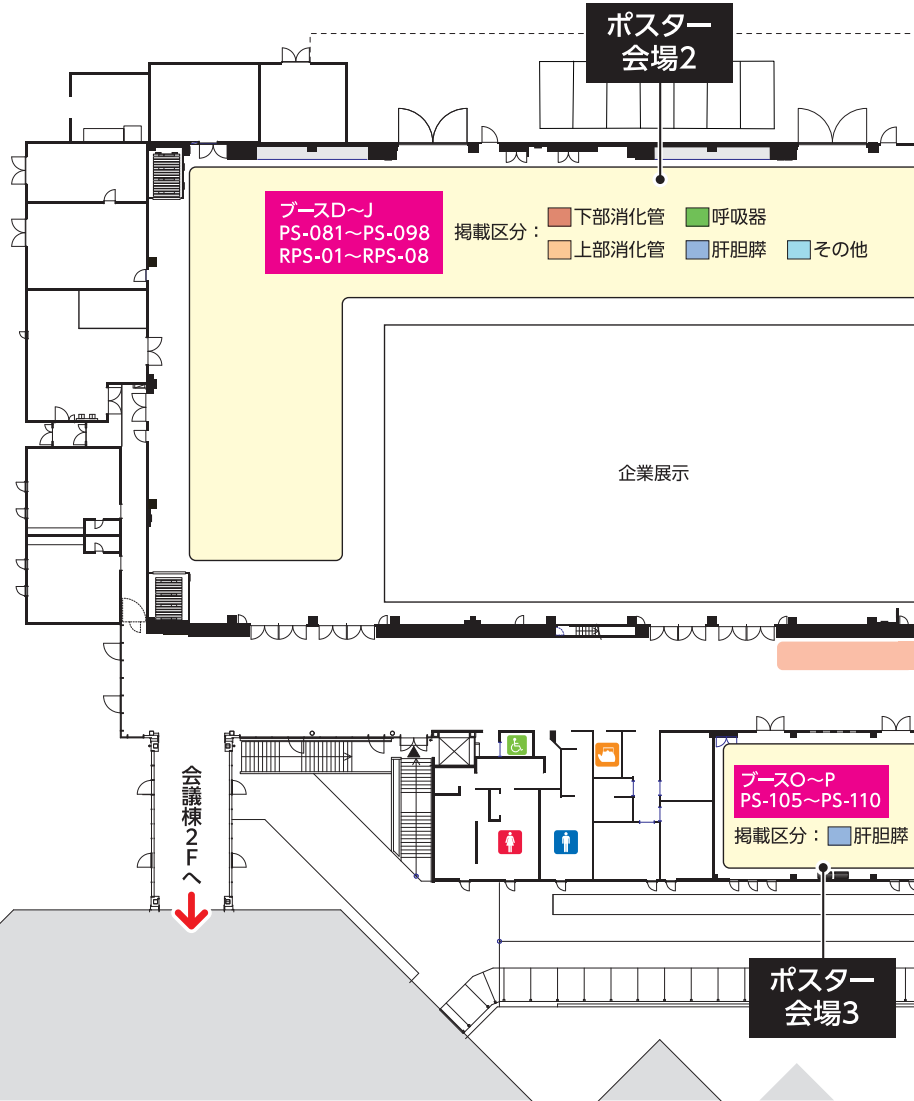 ポスター
会場2
ブースD～J
PS-081～PS-098
RPS-01～RPS-08
掲載区分：
下部消化管
呼吸器
上部消化管
肝胆膵
その他
企業展示
会議棟2Fへ
ブースO～P
PS-105～PS-110
掲載区分：
肝胆膵
ポスター
会場3